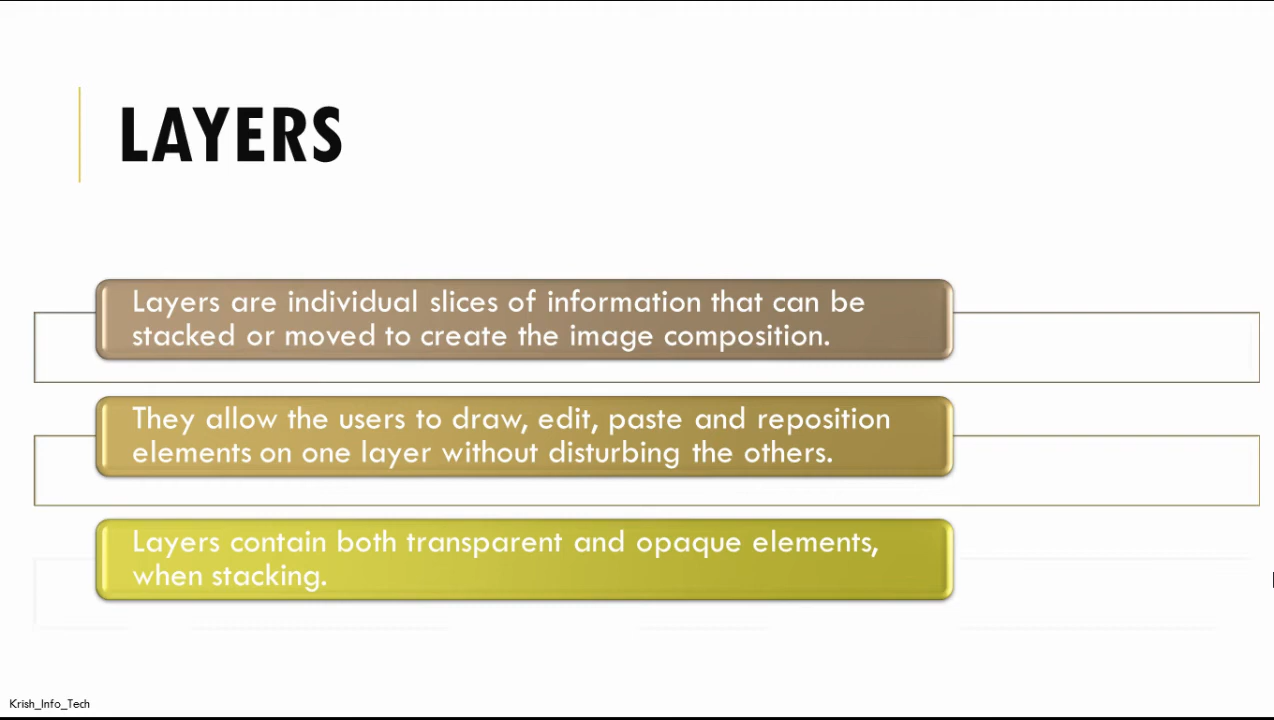 LAYERS
Layers are individual slices of information that can be
stacked or moved to create the image composition.
They allow the users to draw, edit, paste and reposition
elements on one layer without disturbing the others.
Layers contain both transparent and opaque elements,
when stacking.
Krish_Info_Tech